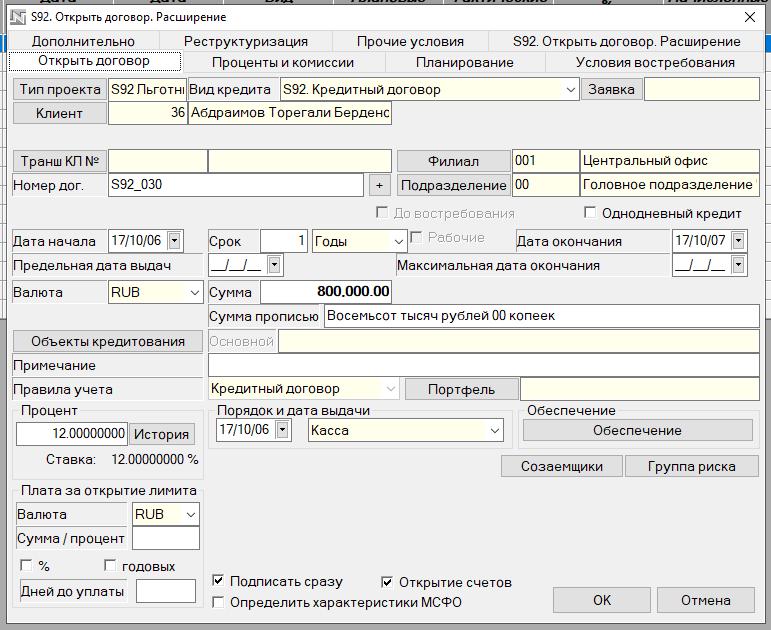 S92. Открыть договор. Расширение
Дополнительно Реструктуризация Прочие условия S92. Открыть договор. Расширение
Открыть договор Проценты и комиссии Планирование Условия востребования
Тип проекта S92 Льготн Вид кредита S92. Кредитный договор Заявка
Клиент 36 Абдраимов Торегали Берденс
Транш КЛ № Филиал 001 Центральный офис
Номер дог. S92_030 + Подразделение 00 Головное подразделение
До востребования Однодневный кредит
Дата начала 17/10/06 Срок 1 Годы Рабочие Дата окончания 17/10/07
Предельная дата выдач __/__/__ Максимальная дата окончания __/__/__
Валюта RUB Сумма 800,000.00
Сумма прописью Восемьсот тысяч рублей 00 копеек
Объекты кредитования Основной
Примечание
Правила учета Кредитный договор Портфель
Процент Порядок и дата выдачи Обеспечение
12.00000000 История 17/10/06 Касса Обеспечение
Ставка: 12.00000000 %
Созаемщики Группа риска
Плата за открытие лимита
Валюта RUB
Сумма / процент
% годовых
Дней до уплаты
Подписать сразу Открытие счетов
Определить характеристики МСФО
ОК Отмена